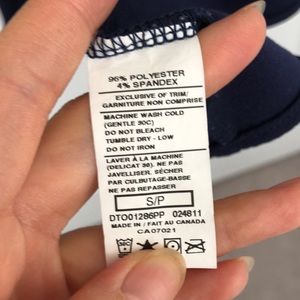 96% POLYESTER
4% SPANDEX
EXCLUSIVE OF TRIM/
GARNITURE NON COMPRISE
MACHINE WASH COLD
(GENTLE 30C)
DO NOT BLEACH
TUMBLE DRY - LOW
DO NOT IRON
LAVER À LA MACHINE
(DELICAT 30). NE PAS
JAVELLISER. SÉCHER
PAR CULBUTAGE-BASSE
NE PAS REPASSER
S/P
DTO01286PP 024811
MADE IN / FAIT AU CANADA
CA07021